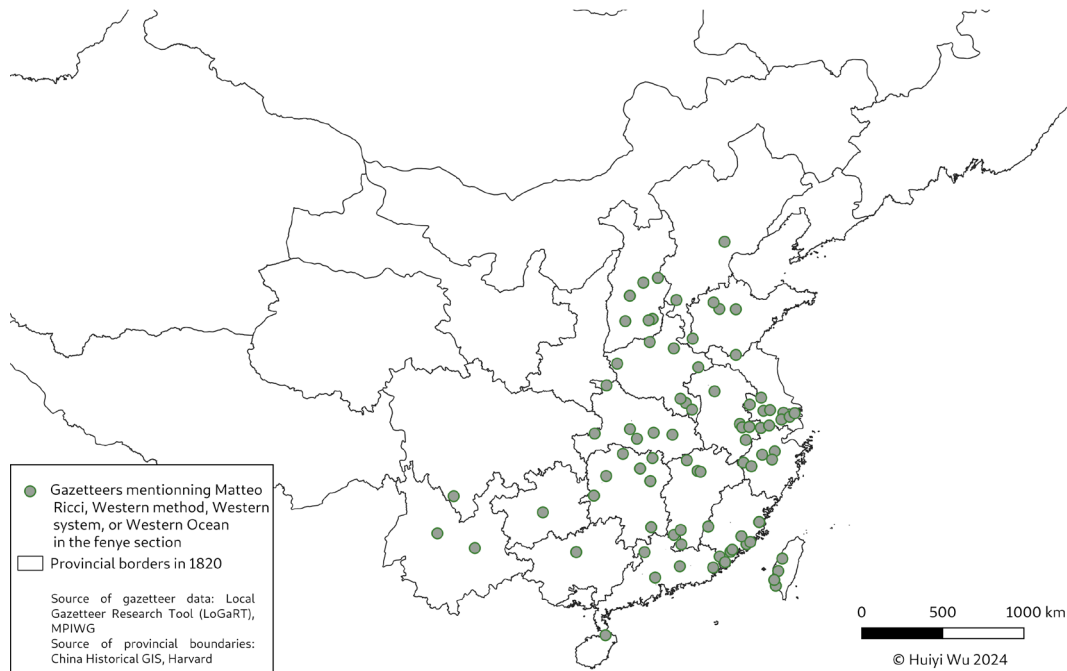 Gazetteers mentionning Matteo
Ricci, Western method, Western
system, or Western Ocean
in the fenye section
Provincial borders in 1820
Source of gazetteer data: Local
Gazetteer Research Tool (LoGaRT),
MPIWG
Source of provincial boundaries:
China Historical GIS, Harvard
0 500 1000 km
© Huiyi Wu 2024